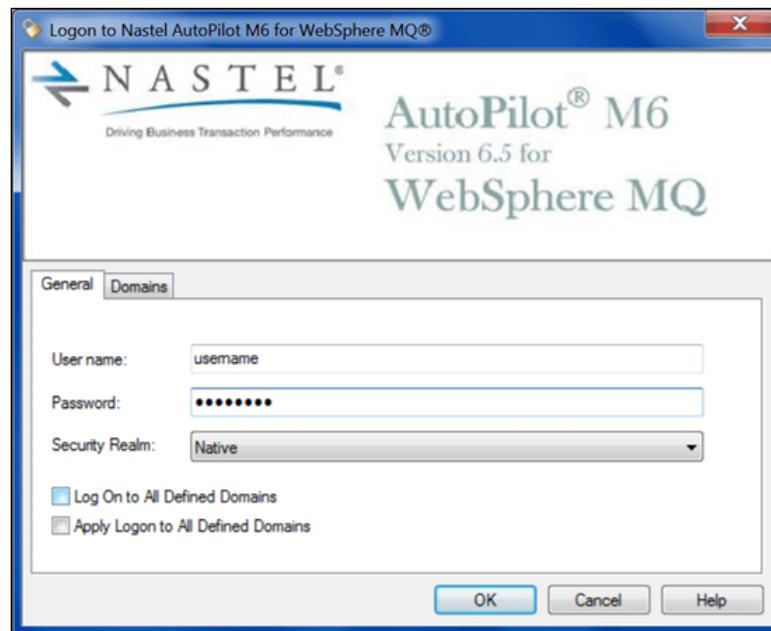 Logon to Nastel AutoPilot M6 for WebSphere MQ®
NASTEL®
Driving Business Transaction Performance
AutoPilot® M6
Version 6.5 for
WebSphere MQ
General Domains
User name: username
Password: ••••••••
Security Realm: Native
Log On to All Defined Domains
Apply Logon to All Defined Domains
OK Cancel Help